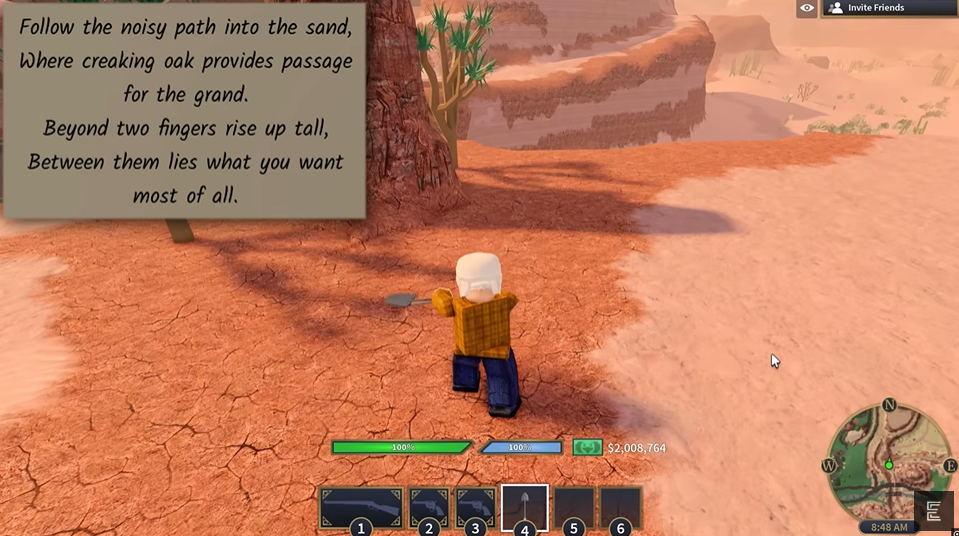 Follow the noisy path into the sand,
Where creaking oak provides passage
for the grand.
Beyond two fingers rise up tall,
Between them lies what you want
most of all.
Invite Friends
N
W
E
100%
100%
$2,008,764
1
2
3
4
5
6
8:48 AM
E